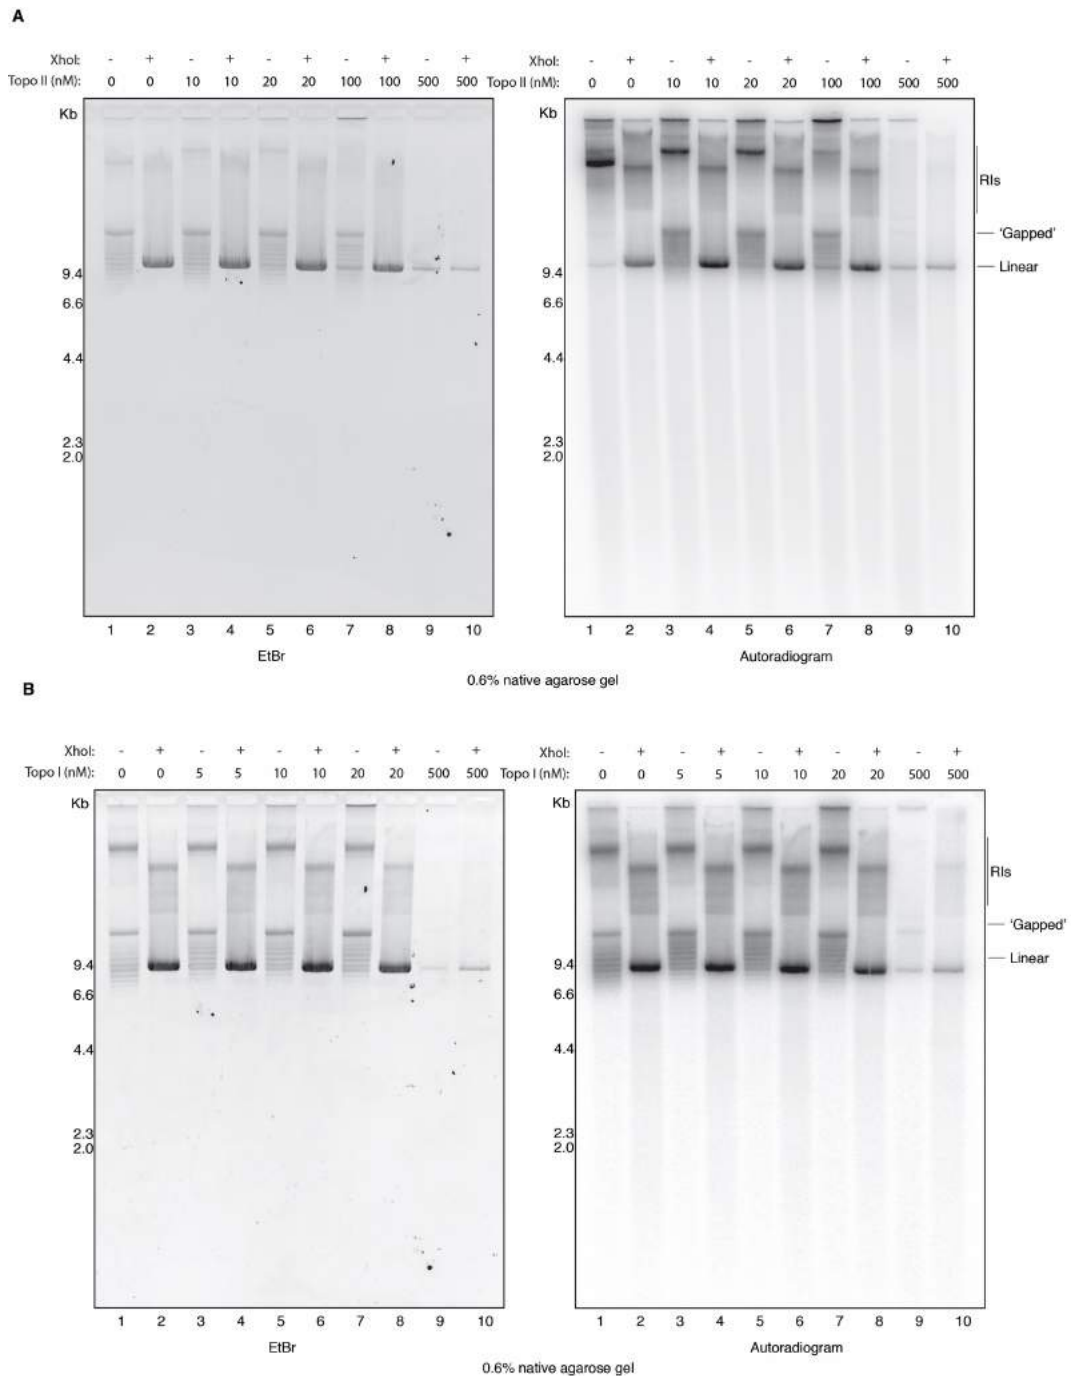 A
XhoI: - + - + - + - + - + XhoI: - + - + - + - + - +
Topo II (nM): 0 0 10 10 20 20 100 100 500 500 Topo II (nM): 0 0 10 10 20 20 100 100 500 500
Kb Kb
RIs
'Gapped'
9.4 9.4 Linear
6.6 6.6
4.4 4.4
2.3 2.3
2.0 2.0
1 2 3 4 5 6 7 8 9 10 1 2 3 4 5 6 7 8 9 10
EtBr Autoradiogram
0.6% native agarose gel
B
XhoI: - + - + - + - + - + XhoI: - + - + - + - + - +
Topo I (nM): 0 0 5 5 10 10 20 20 500 500 Topo I (nM): 0 0 5 5 10 10 20 20 500 500
Kb Kb
RIs
'Gapped'
9.4 9.4 Linear
6.6 6.6
4.4 4.4
2.3 2.3
2.0 2.0
1 2 3 4 5 6 7 8 9 10 1 2 3 4 5 6 7 8 9 10
EtBr Autoradiogram
0.6% native agarose gel